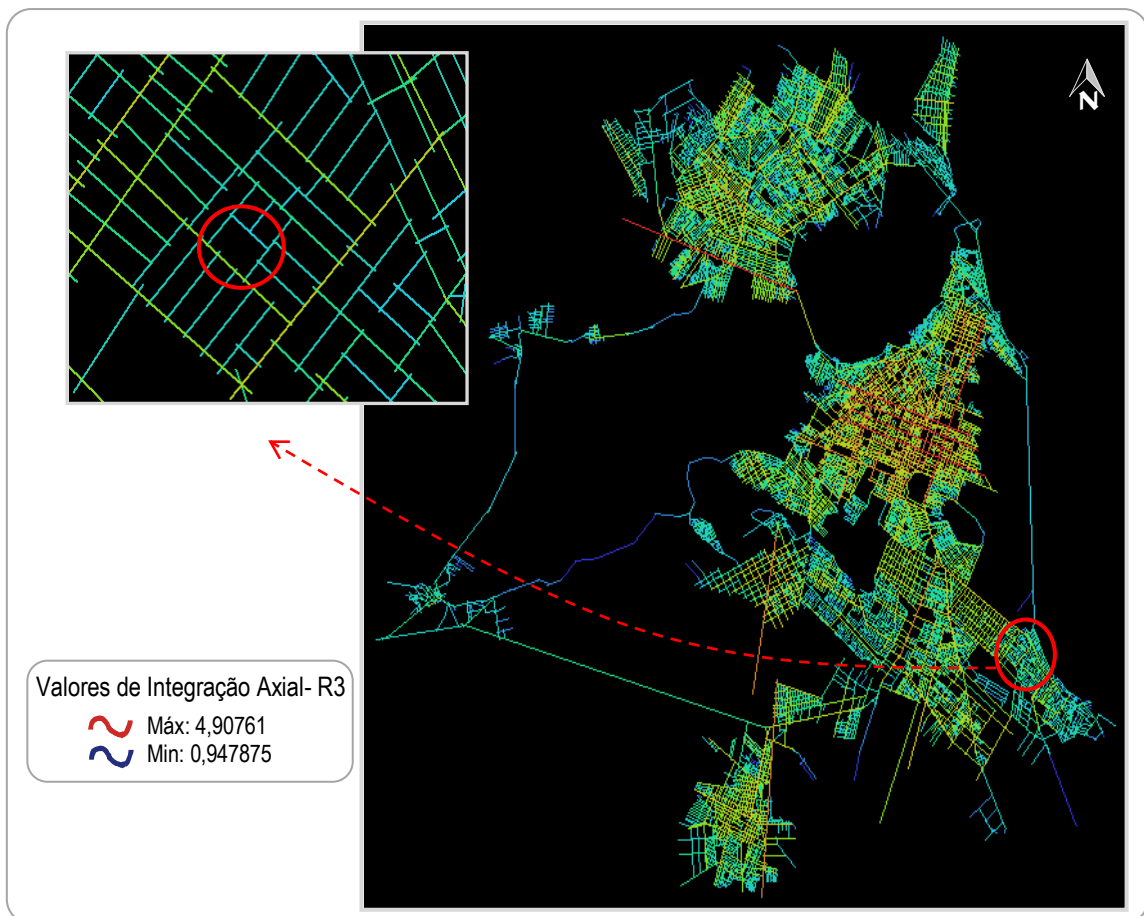 N
Valores de Integração Axial- R3
Máx: 4,90761
Min: 0,947875